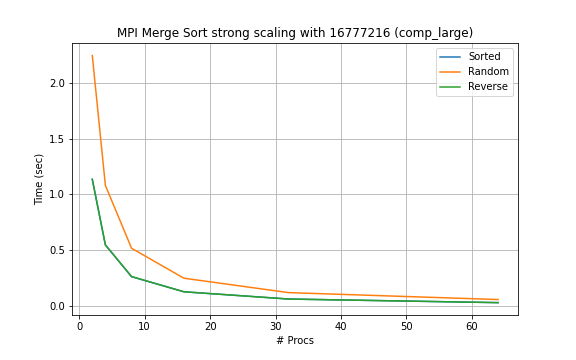 MPI Merge Sort strong scaling with 16777216 (comp_large)
Sorted
Random
Reverse
Time (sec)
2.0
1.5
1.0
0.5
0.0
0 10 20 30 40 50 60
# Procs